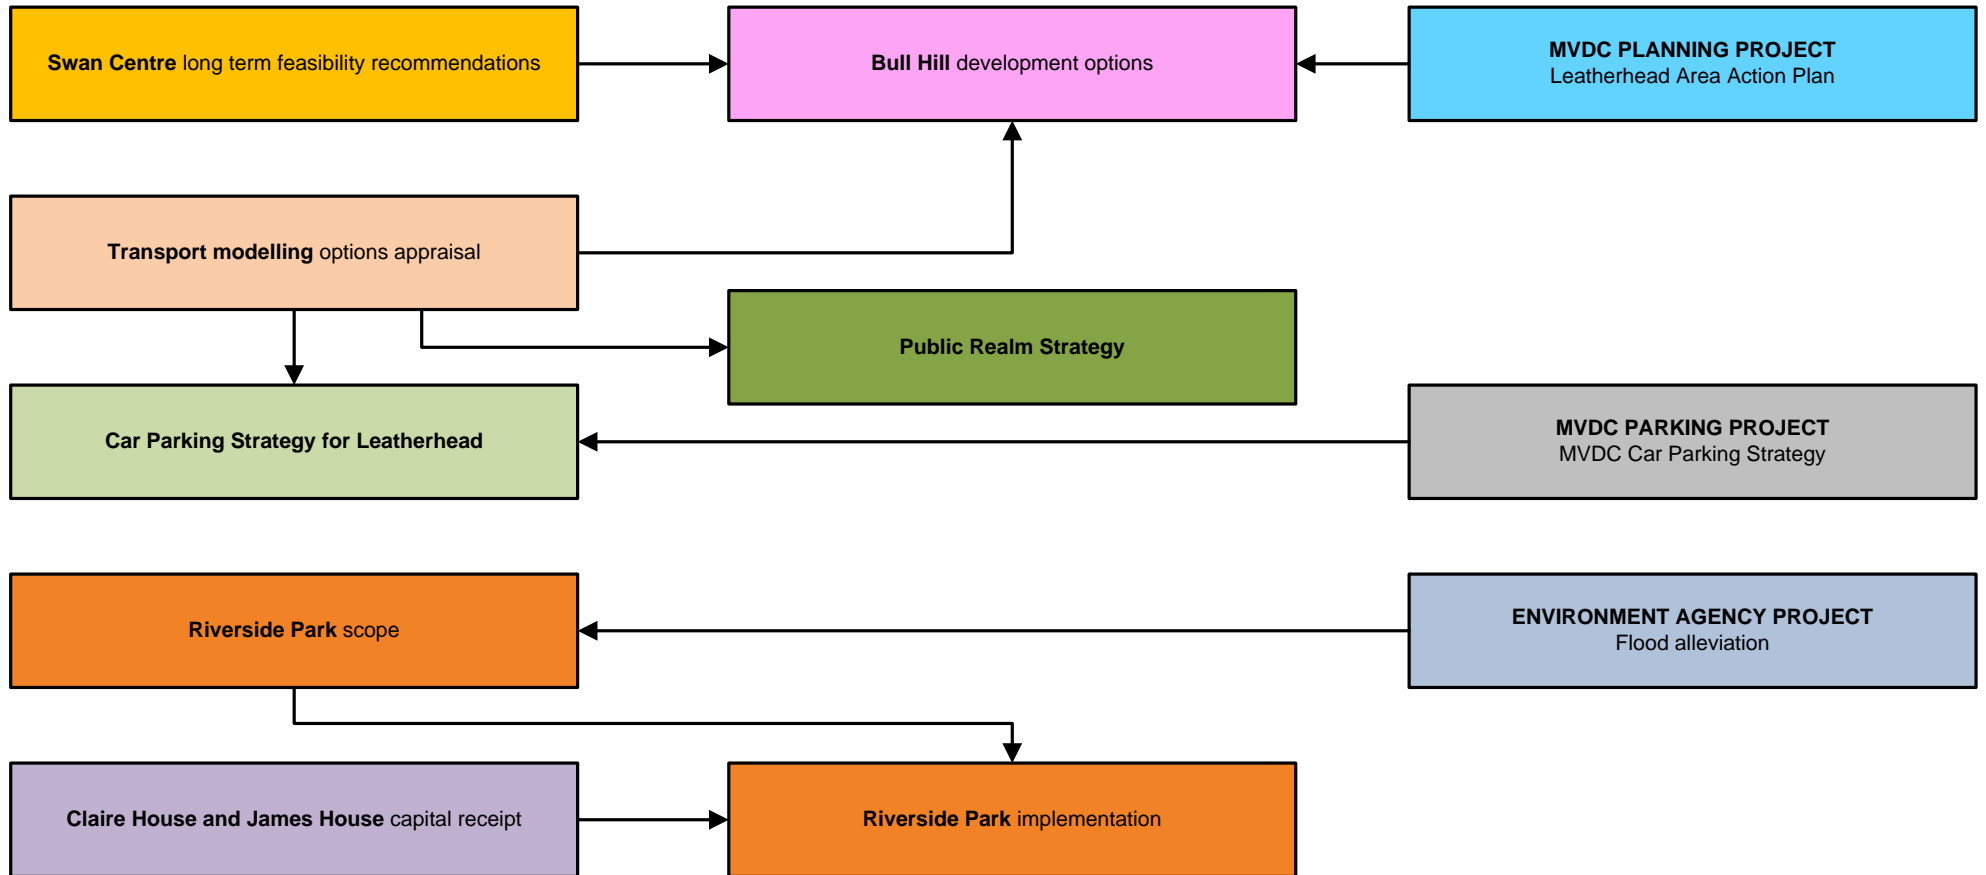 Swan Centre long term feasibility recommendations
Bull Hill development options
MVDC PLANNING PROJECT
Leatherhead Area Action Plan
Transport modelling options appraisal
Public Realm Strategy
Car Parking Strategy for Leatherhead
MVDC PARKING PROJECT
MVDC Car Parking Strategy
Riverside Park scope
ENVIRONMENT AGENCY PROJECT
Flood alleviation
Claire House and James House capital receipt
Riverside Park implementation